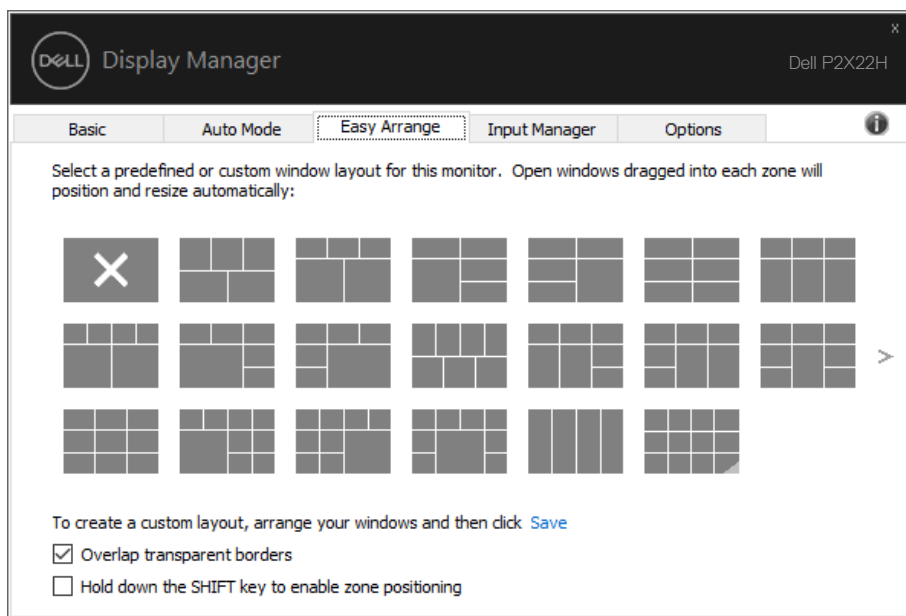 x
DELL Display Manager
Dell P2X22H
Basic Auto Mode Easy Arrange Input Manager Options i
Select a predefined or custom window layout for this monitor. Open windows dragged into each zone will
position and resize automatically:
>
To create a custom layout, arrange your windows and then click Save
Overlap transparent borders
Hold down the SHIFT key to enable zone positioning